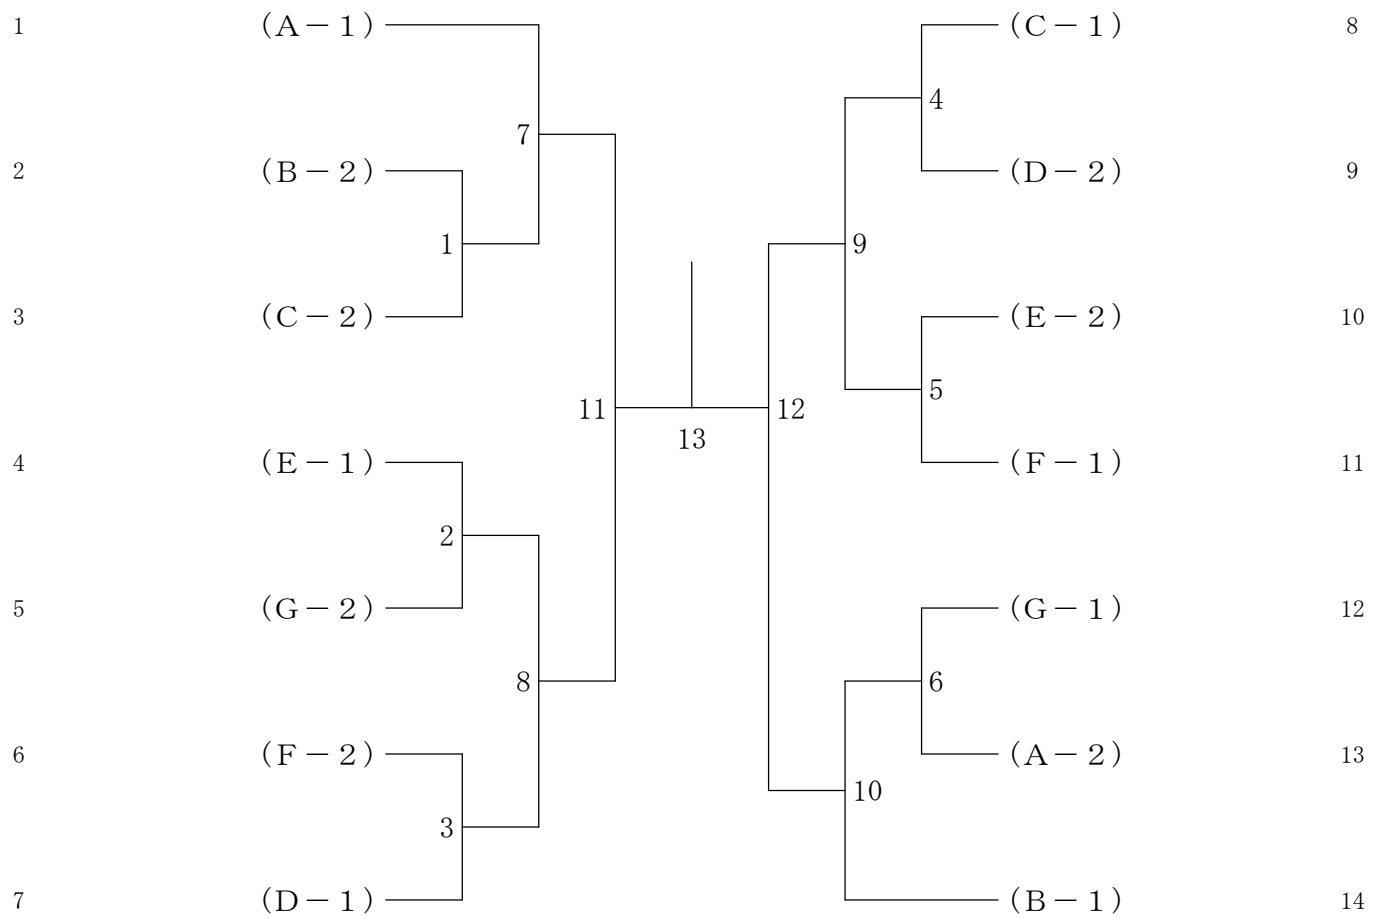 1 (A－1) (C－1) 8
4
7
2 (B－2) (D－2) 9
1 9
3 (C－2) (E－2) 10
5
11 12
13
4 (E－1) (F－1) 11
2
5 (G－2) (G－1) 12
8 6
6 (F－2) (A－2) 13
10
3
7 (D－1) (B－1) 14